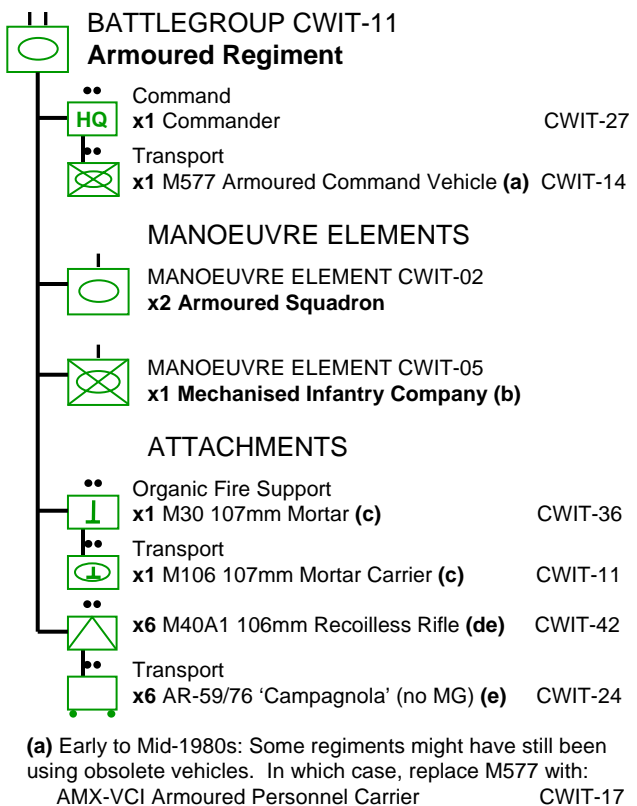 BATTLEGROUP CWIT-11
Armoured Regiment
Command
HQ x1 Commander CWIT-27
Transport
x1 M577 Armoured Command Vehicle (a) CWIT-14
MANOEUVRE ELEMENTS
MANOEUVRE ELEMENT CWIT-02
x2 Armoured Squadron
MANOEUVRE ELEMENT CWIT-05
x1 Mechanised Infantry Company (b)
ATTACHMENTS
Organic Fire Support
x1 M30 107mm Mortar (c) CWIT-36
Transport
x1 M106 107mm Mortar Carrier (c) CWIT-11
x6 M40A1 106mm Recoilless Rifle (de) CWIT-42
Transport
x6 AR-59/76 ‘Campagnola’ (no MG) (e) CWIT-24
(a) Early to Mid-1980s: Some regiments might have still been
using obsolete vehicles. In which case, replace M577 with:
AMX-VCI Armoured Personnel Carrier CWIT-17